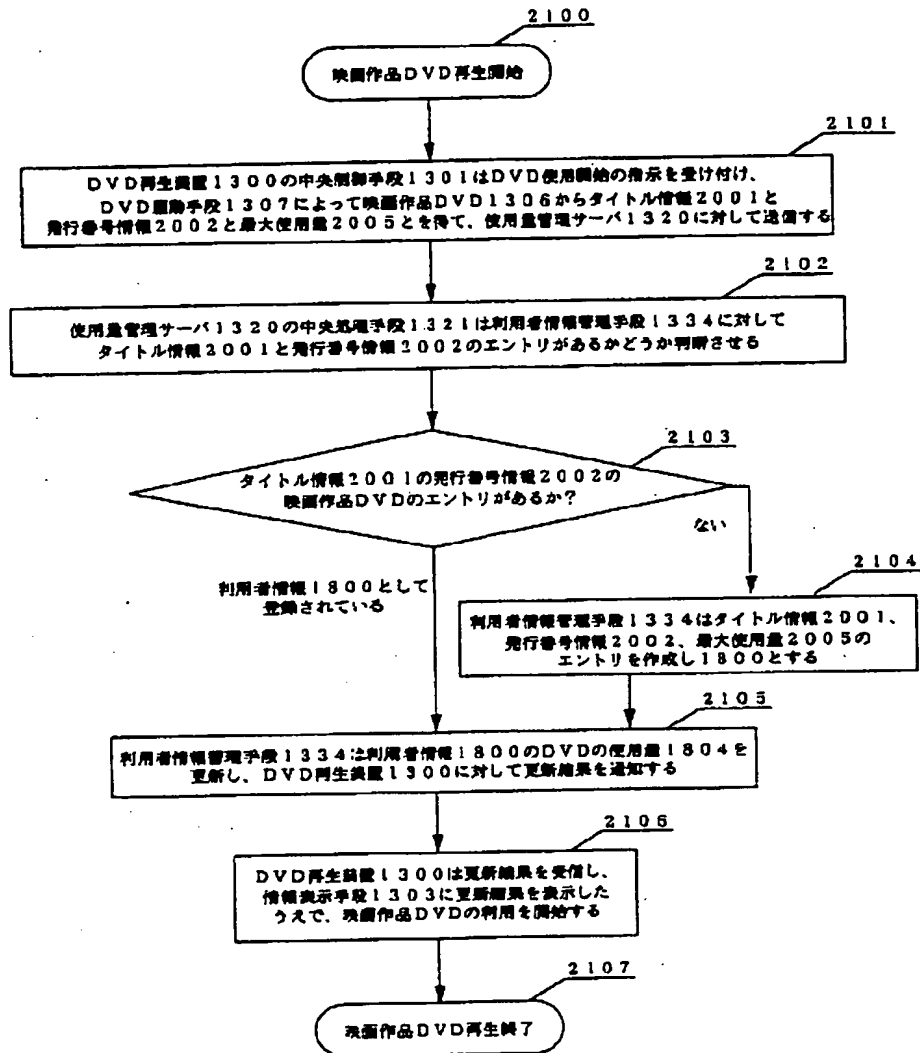 2100
映画作品DVD再生開始
2101
DVD再生装置1300の中央制御手段1301はDVD使用開始の指示を受け付け、
DVD駆動手段1307によって映画作品DVD1306からタイトル情報2001と
発行番号情報2002と最大使用量2005とを得て、使用量管理サーバ1320に対して送信する
2102
使用量管理サーバ1320の中央処理手段1321は利用者情報管理手段1334に対して
タイトル情報2001と発行番号情報2002のエントリがあるかどうか判断させる
2103
タイトル情報2001の発行番号情報2002の
映画作品DVDのエントリがあるか?
ない
利用者情報1800として
登録されている
2104
利用者情報管理手段1334はタイトル情報2001、
発行番号情報2002、最大使用量2005の
エントリを作成し1800とする
2105
利用者情報管理手段1334は利用者情報1800のDVDの使用量1804を
更新し、DVD再生装置1300に対して更新結果を通知する
2106
DVD再生装置1300は更新結果を受信し、
情報表示手段1303に更新結果を表示した
うえで、映画作品DVDの利用を開始する
2107
映画作品DVD再生終了